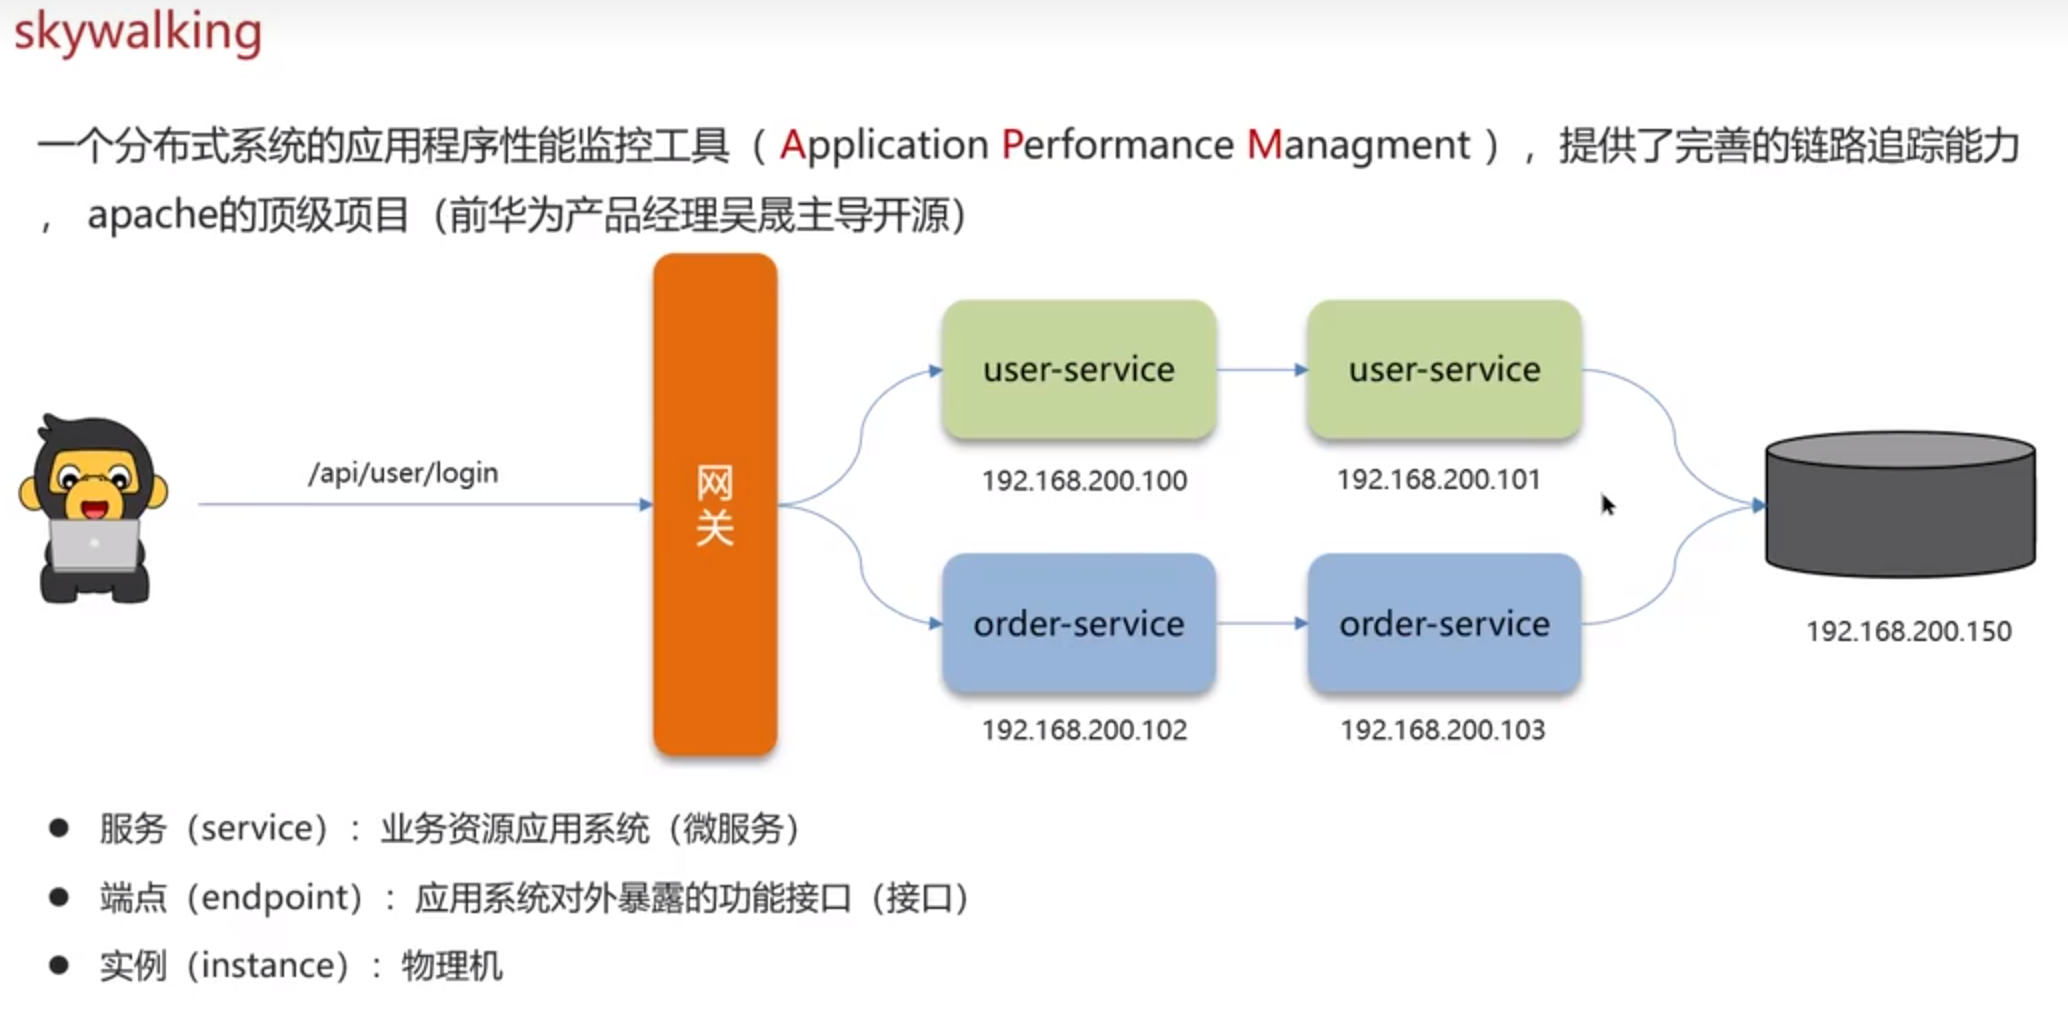 skywalking
一个分布式系统的应用程序性能监控工具（ Application Performance Managment ），提供了完善的链路追踪能力
， apache的顶级项目（前华为产品经理吴晟主导开源）
/api/user/login
网
关
user-service
user-service
192.168.200.100
192.168.200.101
order-service
order-service
192.168.200.102
192.168.200.103
192.168.200.150
● 服务（service）：业务资源应用系统（微服务）
● 端点（endpoint）：应用系统对外暴露的功能接口（接口）
● 实例（instance）：物理机